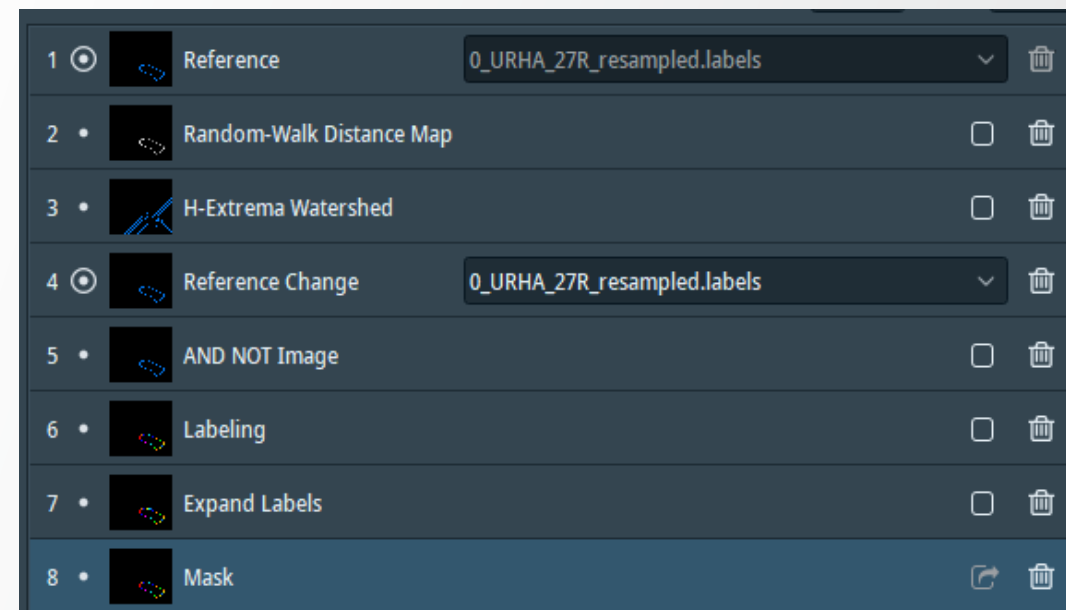 1 Reference 0_URHA_27R_resampled.labels
2 Random-Walk Distance Map
3 H-Extrema Watershed
4 Reference Change 0_URHA_27R_resampled.labels
5 AND NOT Image
6 Labeling
7 Expand Labels
8 Mask